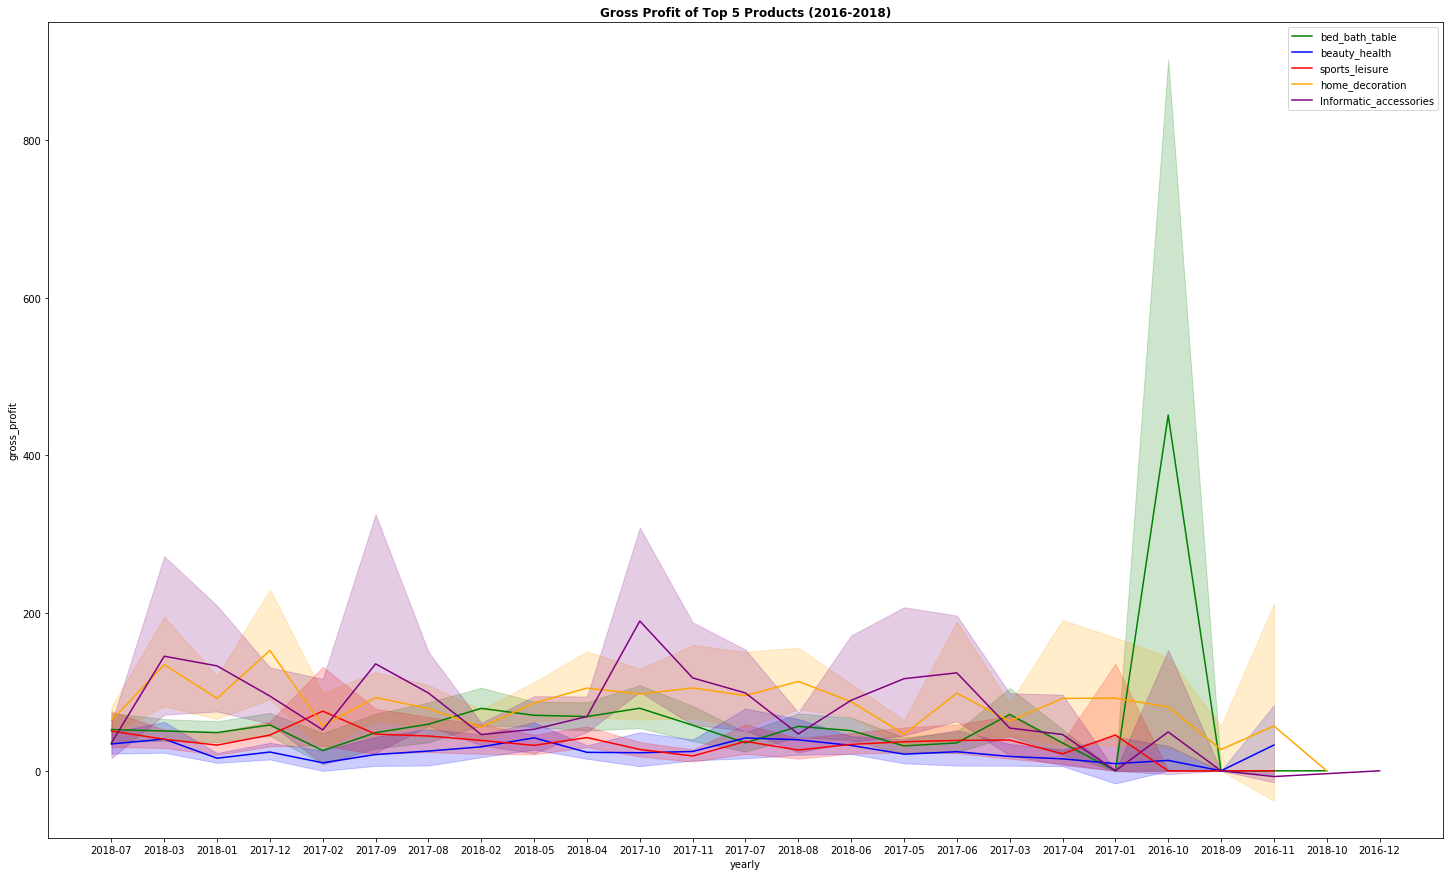 Gross Profit of Top 5 Products (2016-2018)
bed_bath_table
beauty_health
sports_leisure
home_decoration
Informatic_accessories
800
600
400
200
0
gross_profit
2018-07 2018-03 2018-01 2017-12 2017-02 2017-09 2017-08 2018-02 2018-05 2018-04 2017-10 2017-11 2017-07 2018-08 2018-06 2017-05 2017-06 2017-03 2017-04 2017-01 2016-10 2018-09 2016-11 2018-10 2016-12
yearly